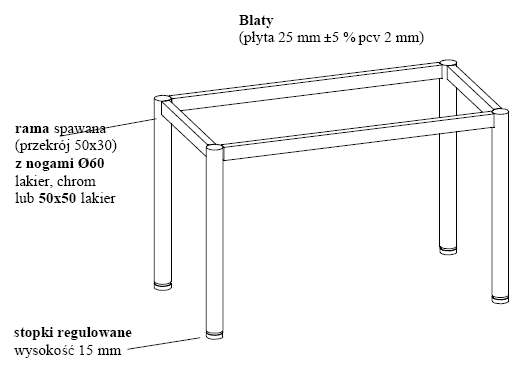 Blaty
(płyta 25 mm ±5 % pcv 2 mm)
rama spawana
(przekrój 50x30)
z nogami Ø60
lakier, chrom
lub 50x50 lakier
stopki regulowane
wysokość 15 mm